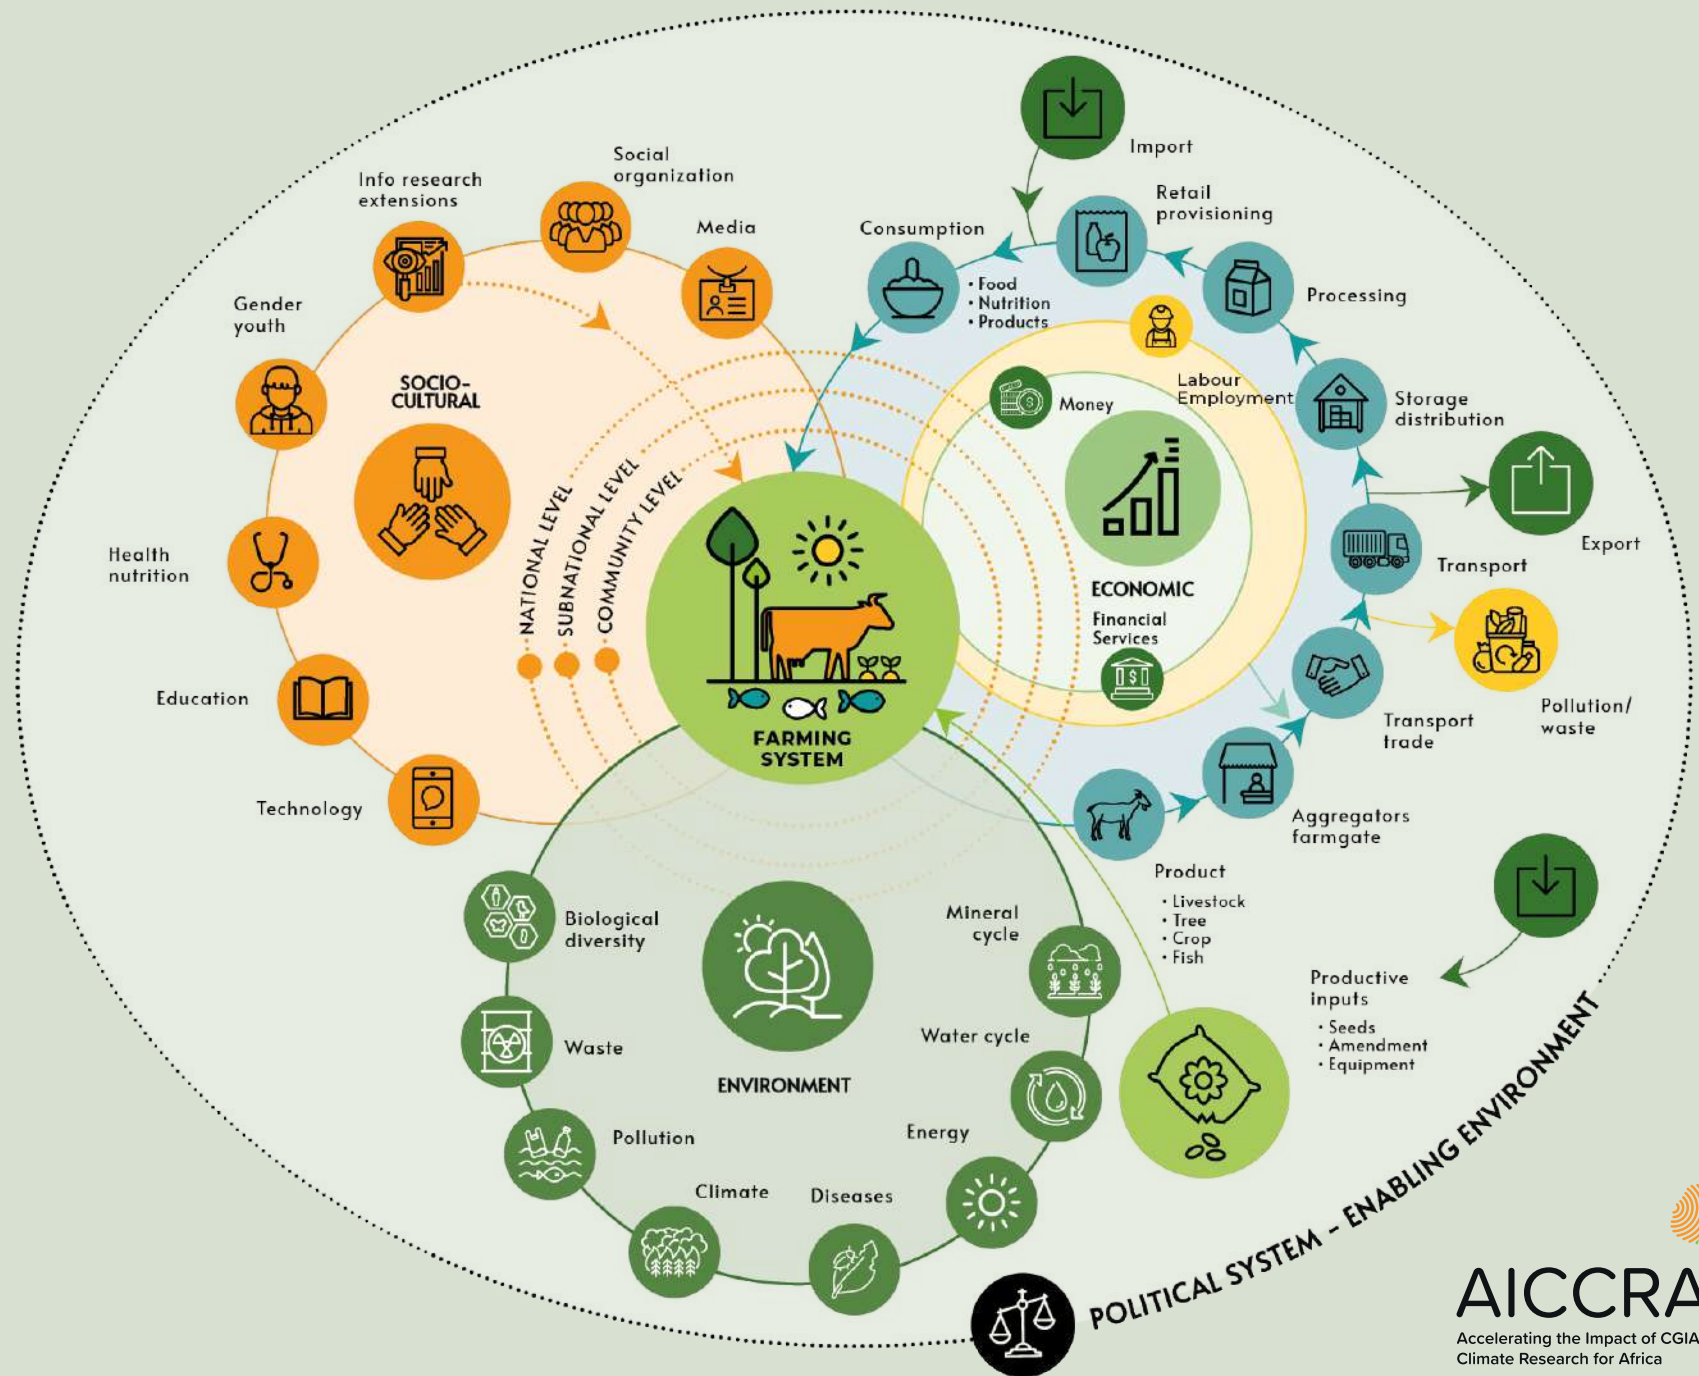 Import
Social
organization
Info research
extensions
Retail
provisioning
Media
Consumption
• Food
• Nutrition
• Products
Processing
Gender
youth
SOCIO-
CULTURAL
Labour
Employment
Money
Storage
distribution
NATIONAL LEVEL
SUBNATIONAL LEVEL
COMMUNITY LEVEL
Export
Health
nutrition
Transport
ECONOMIC
Financial
Services
Education
Pollution/
waste
Transport
trade
FARMING
SYSTEM
Technology
Aggregators
farmgate
Product
• Livestock
• Tree
• Crop
• Fish
Biological
diversity
Mineral
cycle
Productive
inputs
• Seeds
• Amendment
• Equipment
Waste
Water cycle
ENVIRONMENT
Pollution
Energy
Climate
Diseases
POLITICAL SYSTEM - ENABLING ENVIRONMENT
AICCRA
Accelerating the Impact of CGIA
Climate Research for Africa